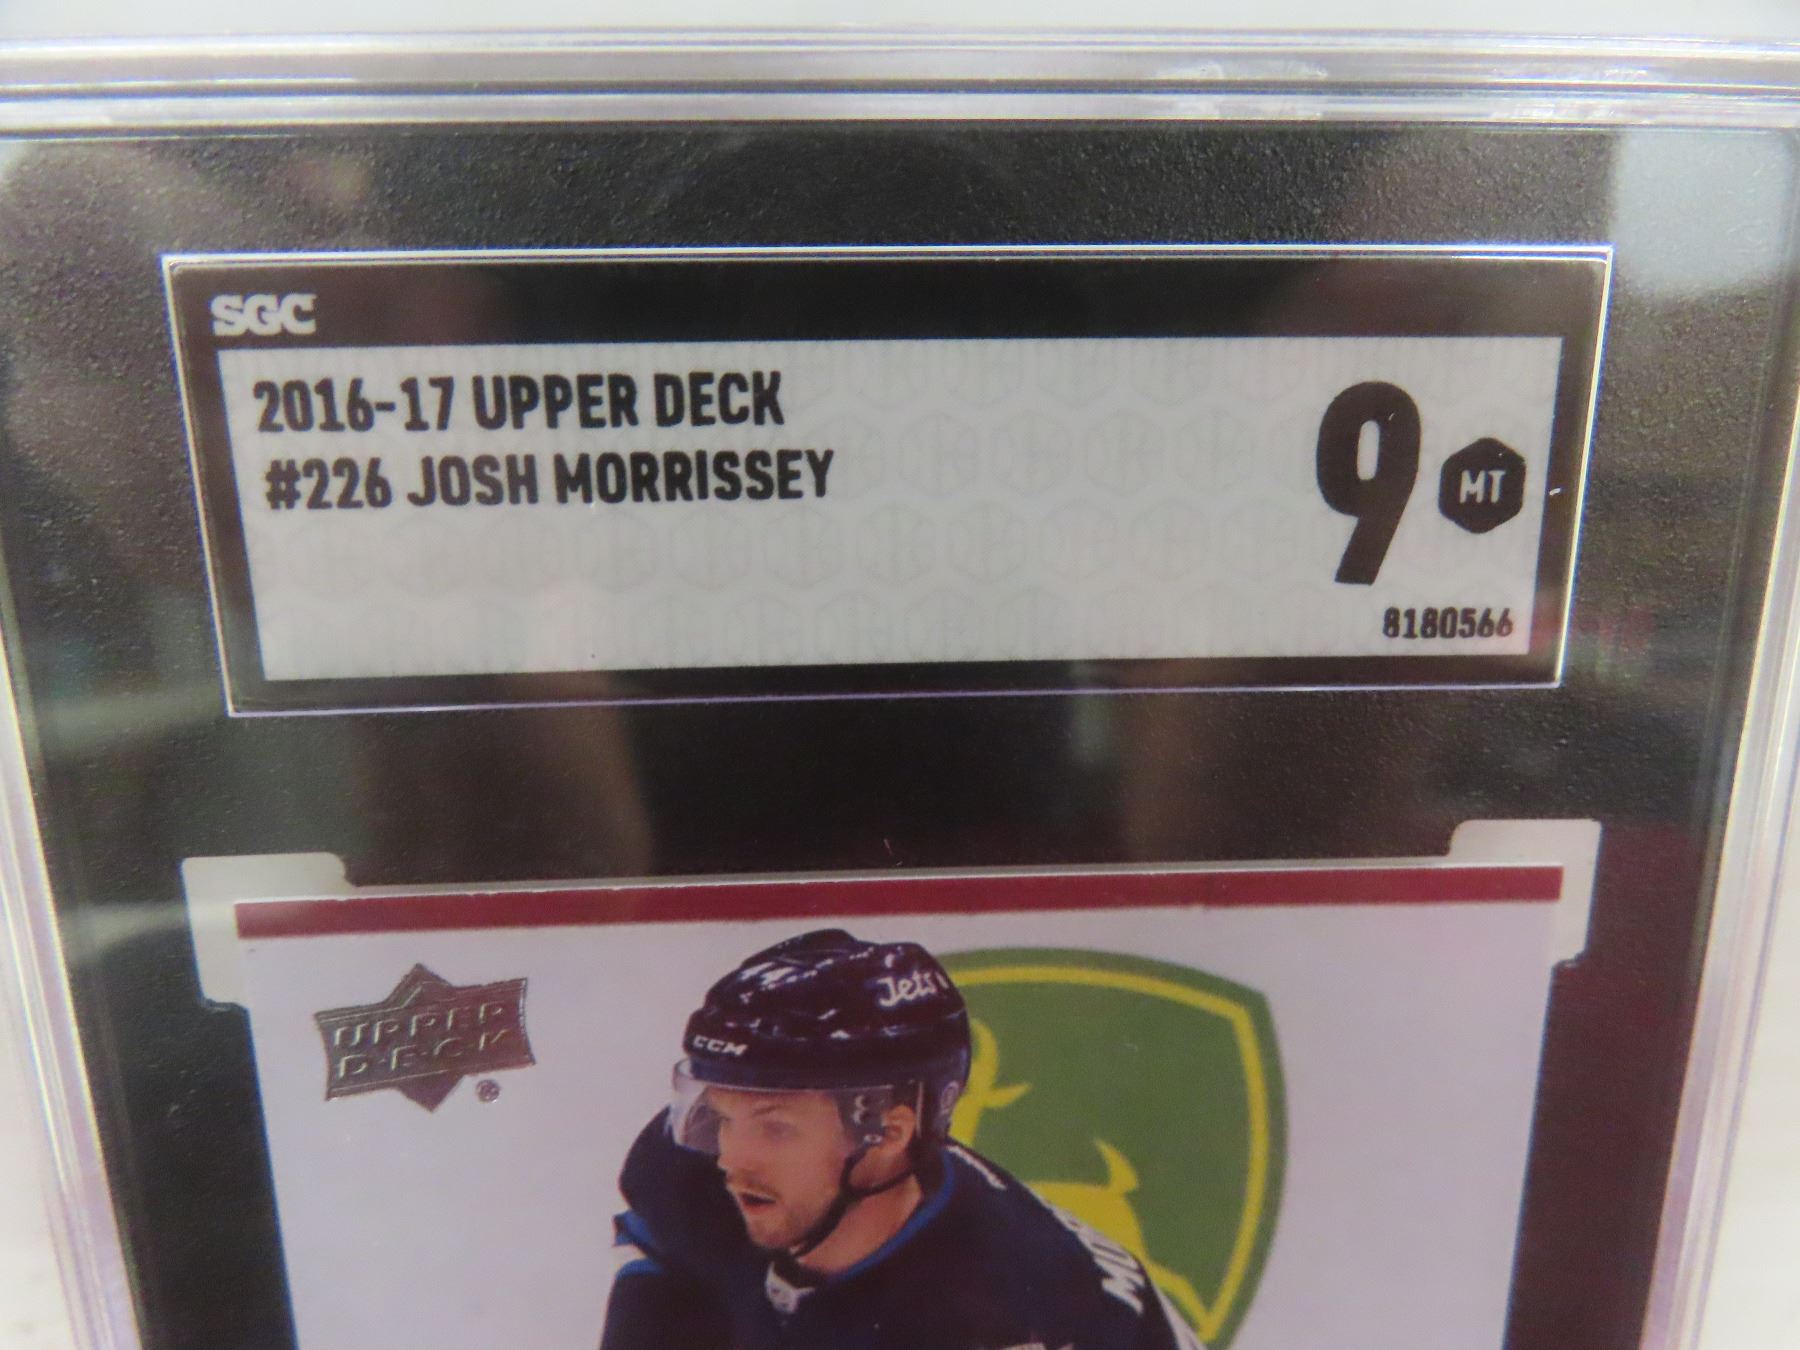 SGC
2016-17 UPPER DECK
#226 JOSH MORRISSEY
9 MT
8180566
UPPER
DECK
®
Jets
CCM